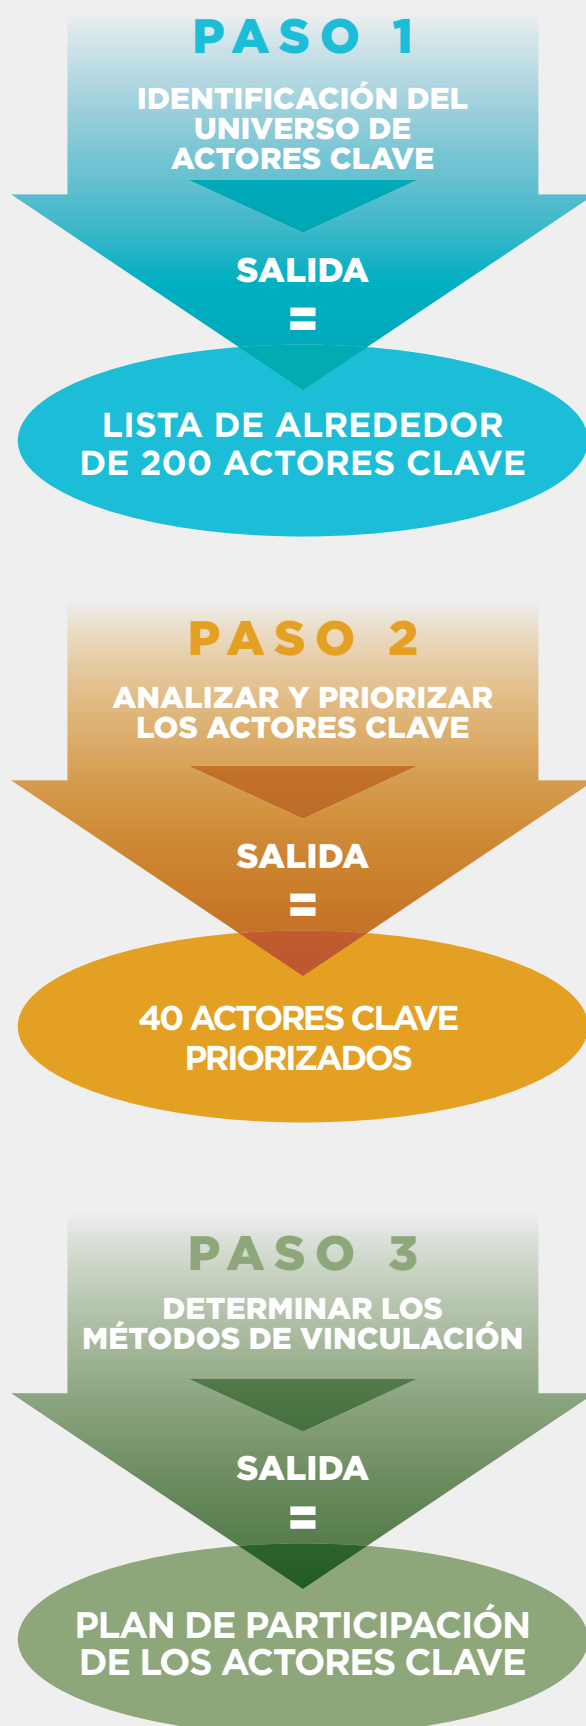 PASO 1
IDENTIFICACIÓN DEL
UNIVERSO DE
ACTORES CLAVE
SALIDA
=
LISTA DE ALREDEDOR
DE 200 ACTORES CLAVE
PASO 2
ANALIZAR Y PRIORIZAR
LOS ACTORES CLAVE
SALIDA
=
40 ACTORES CLAVE
PRIORIZADOS
PASO 3
DETERMINAR LOS
MÉTODOS DE VINCULACIÓN
SALIDA
=
PLAN DE PARTICIPACIÓN
DE LOS ACTORES CLAVE